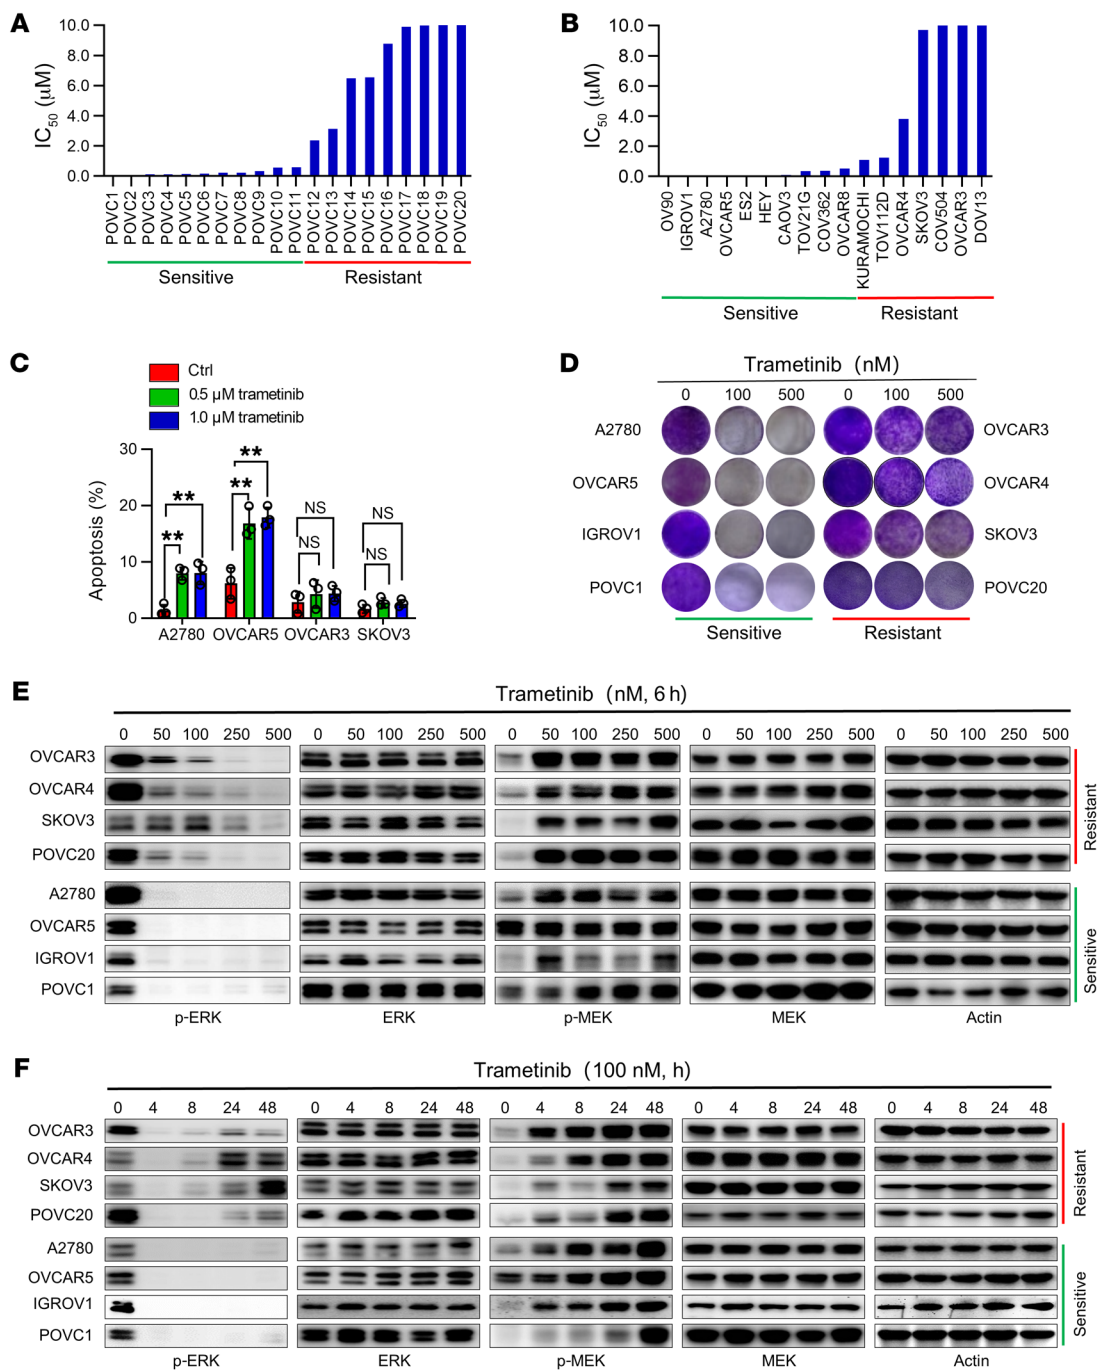 A
IC50 (μM)
10.0
8.0
6.0
4.0
2.0
0.0
POVC1
POVC2
POVC3
POVC4
POVC5
POVC6
POVC7
POVC8
POVC9
POVC10
POVC11
POVC12
POVC13
POVC14
POVC15
POVC16
POVC17
POVC18
POVC19
POVC20
Sensitive
Resistant
B
IC50 (μM)
10.0
8.0
6.0
4.0
2.0
0.0
OV90
IGROV1
A2780
OVCAR5
ES2
HEY
CAOV3
TOV21G
COV362
OVCAR8
KURAMOCHI
TOV112D
OVCAR4
SKOV3
COV504
OVCAR3
DOV13
Sensitive
Resistant
C
Ctrl
0.5 μM trametinib
1.0 μM trametinib
Apoptosis (%)
30
20
10
0
** **
** **
NS NS
NS NS
A2780 OVCAR5 OVCAR3 SKOV3
D
Trametinib (nM)
0 100 500 0 100 500
A2780 OVCAR3
OVCAR5 OVCAR4
IGROV1 SKOV3
POVC1 POVC20
Sensitive Resistant
E
Trametinib (nM, 6 h)
0 50 100 250 500 0 50 100 250 500 0 50 100 250 500 0 50 100 250 500 0 50 100 250 500
OVCAR3
OVCAR4
SKOV3
POVC20
Resistant
A2780
OVCAR5
IGROV1
POVC1
Sensitive
p-ERK ERK p-MEK MEK Actin
F
Trametinib (100 nM, h)
0 4 8 24 48 0 4 8 24 48 0 4 8 24 48 0 4 8 24 48 0 4 8 24 48
OVCAR3
OVCAR4
SKOV3
POVC20
Resistant
A2780
OVCAR5
IGROV1
POVC1
Sensitive
p-ERK ERK p-MEK MEK Actin